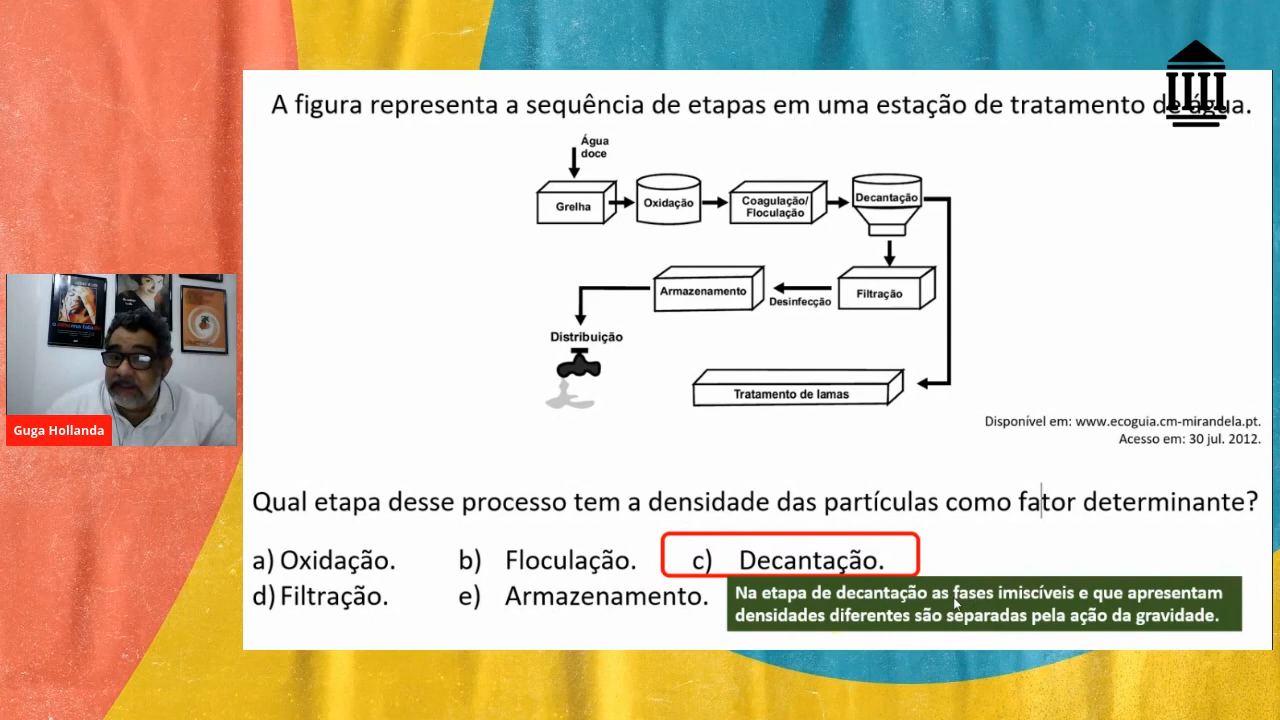 A figura representa a sequência de etapas em uma estação de tratamento de água.
Água
doce
Grelha
Oxidação
Coagulação/
Floculação
Decantação
Armazenamento
Desinfecção
Filtração
Distribuição
Tratamento de lamas
Disponível em: www.ecoguia.cm-mirandela.pt.
Acesso em: 30 jul. 2012.
Guga Hollanda
Qual etapa desse processo tem a densidade das partículas como fator determinante?
a) Oxidação. b) Floculação. c) Decantação.
d) Filtração. e) Armazenamento.
Na etapa de decantação as fases imiscíveis e que apresentam
densidades diferentes são separadas pela ação da gravidade.